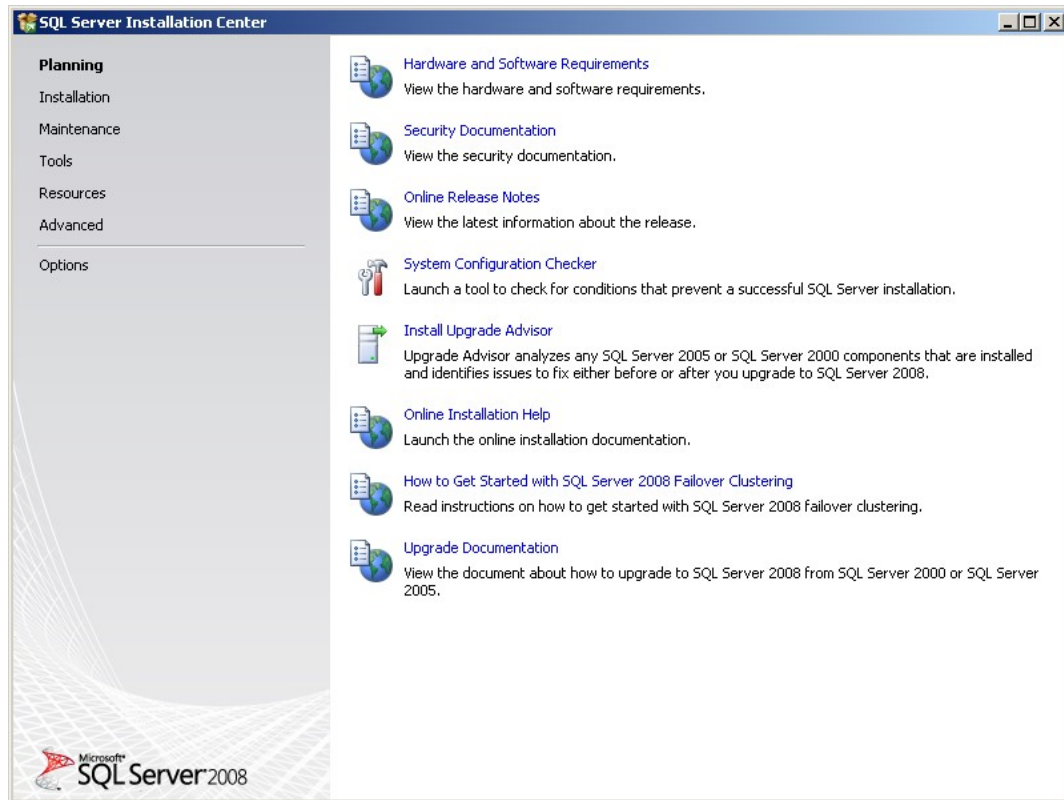 SQL Server Installation Center
Planning
Installation
Maintenance
Tools
Resources
Advanced
Options
Hardware and Software Requirements
View the hardware and software requirements.
Security Documentation
View the security documentation.
Online Release Notes
View the latest information about the release.
System Configuration Checker
Launch a tool to check for conditions that prevent a successful SQL Server installation.
Install Upgrade Advisor
Upgrade Advisor analyzes any SQL Server 2005 or SQL Server 2000 components that are installed
and identifies issues to fix either before or after you upgrade to SQL Server 2008.
Online Installation Help
Launch the online installation documentation.
How to Get Started with SQL Server 2008 Failover Clustering
Read instructions on how to get started with SQL Server 2008 failover clustering.
Upgrade Documentation
View the document about how to upgrade to SQL Server 2008 from SQL Server 2000 or SQL Server
2005.
Microsoft®
SQL Server®2008